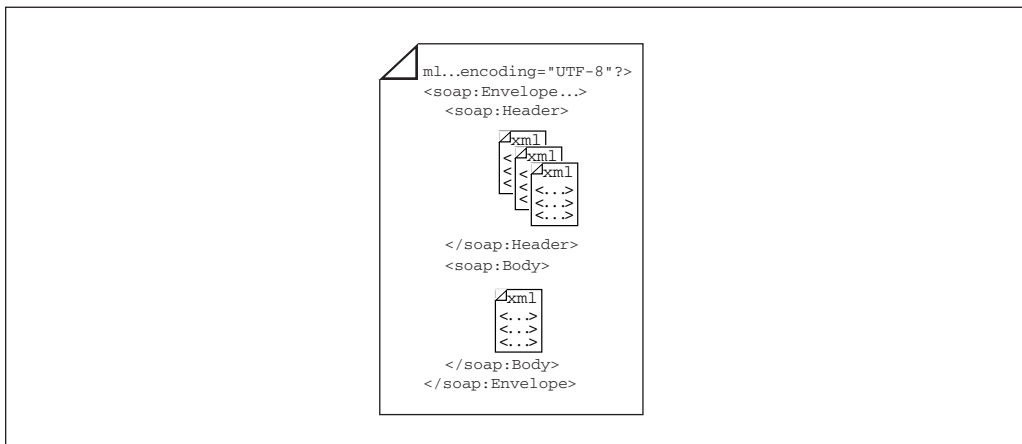 ml...encoding="UTF-8"?>
<soap:Envelope...>
<soap:Header>
xml
<
<
<
xml
<
<
<
xml
<...>
<...>
<...>
</soap:Header>
<soap:Body>
xml
<...>
<...>
<...>
</soap:Body>
</soap:Envelope>